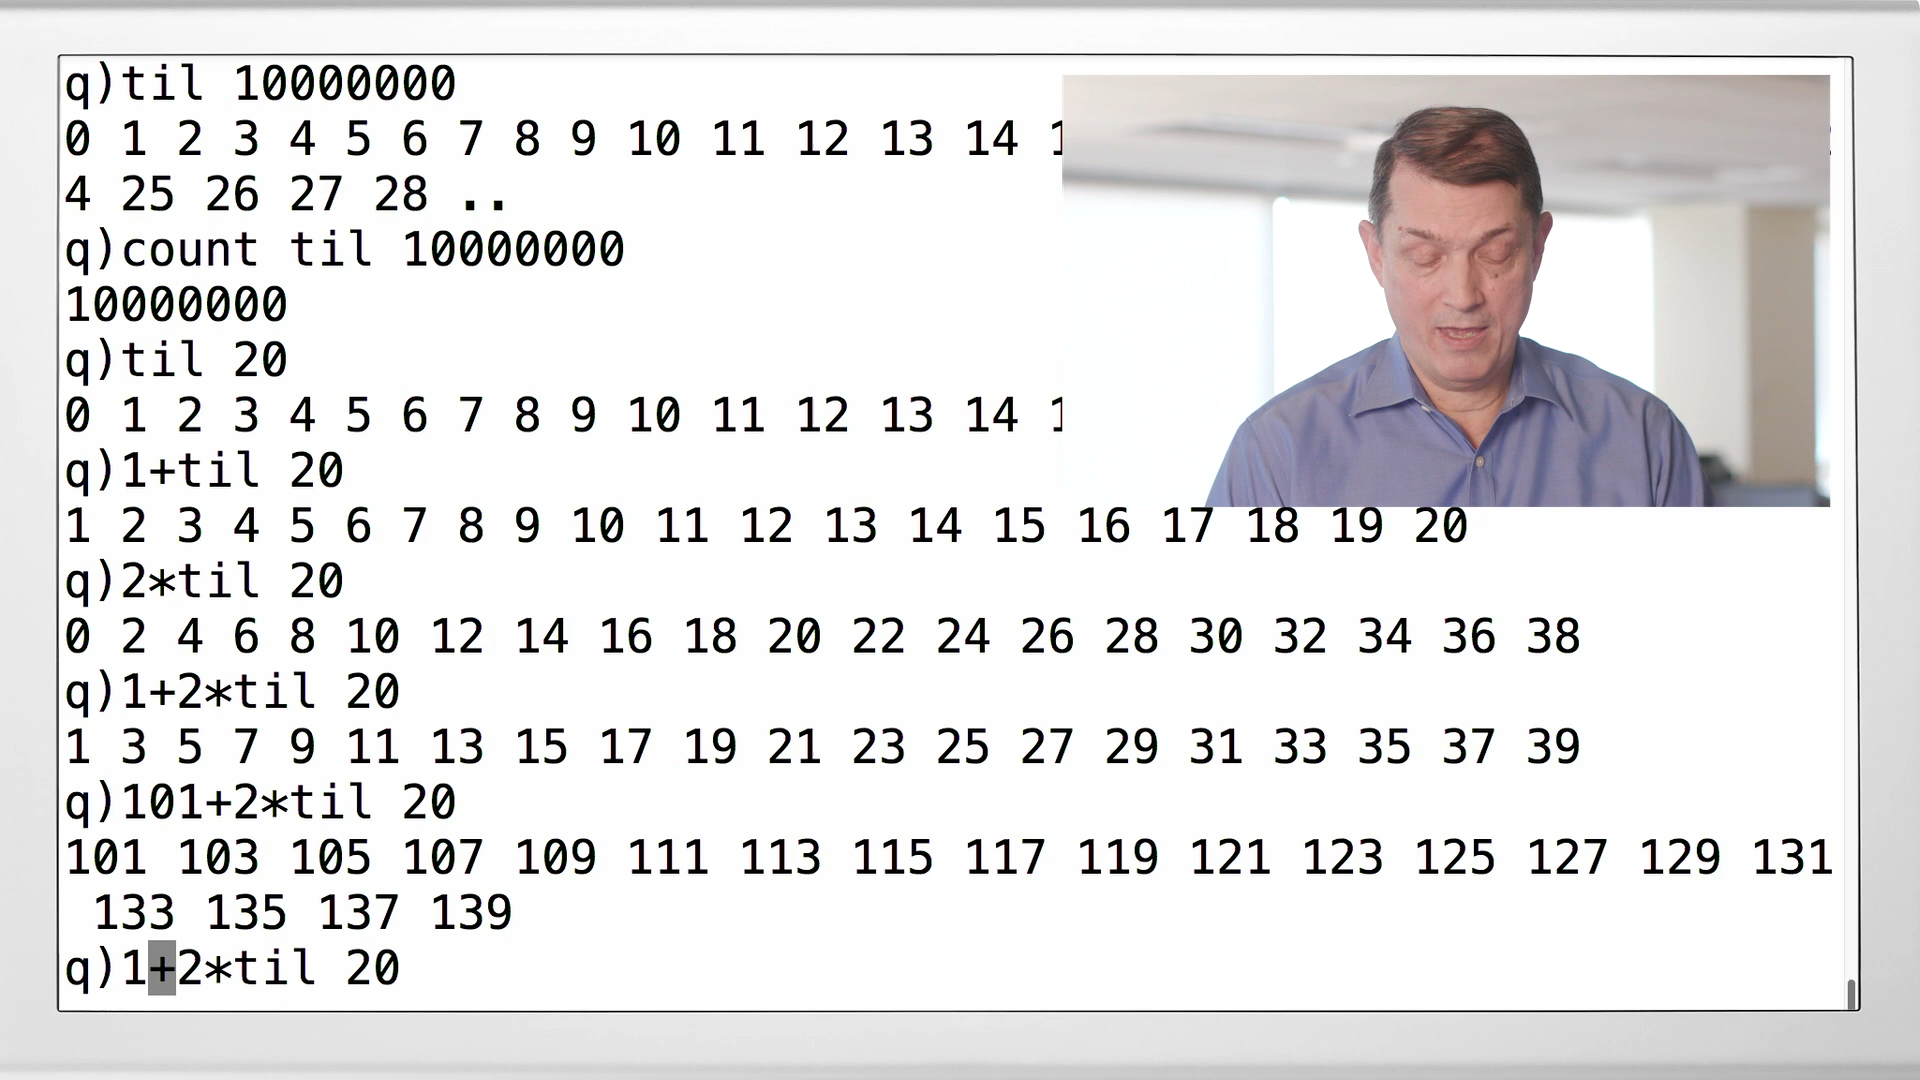 q)til 10000000
0 1 2 3 4 5 6 7 8 9 10 11 12 13 14
4 25 26 27 28 ..
q)count til 10000000
10000000
q)til 20
0 1 2 3 4 5 6 7 8 9 10 11 12 13 14
q)1+til 20
1 2 3 4 5 6 7 8 9 10 11 12 13 14 15 16 17 18 19 20
q)2*til 20
0 2 4 6 8 10 12 14 16 18 20 22 24 26 28 30 32 34 36 38
q)1+2*til 20
1 3 5 7 9 11 13 15 17 19 21 23 25 27 29 31 33 35 37 39
q)101+2*til 20
101 103 105 107 109 111 113 115 117 119 121 123 125 127 129 131
133 135 137 139
q)1+2*til 20